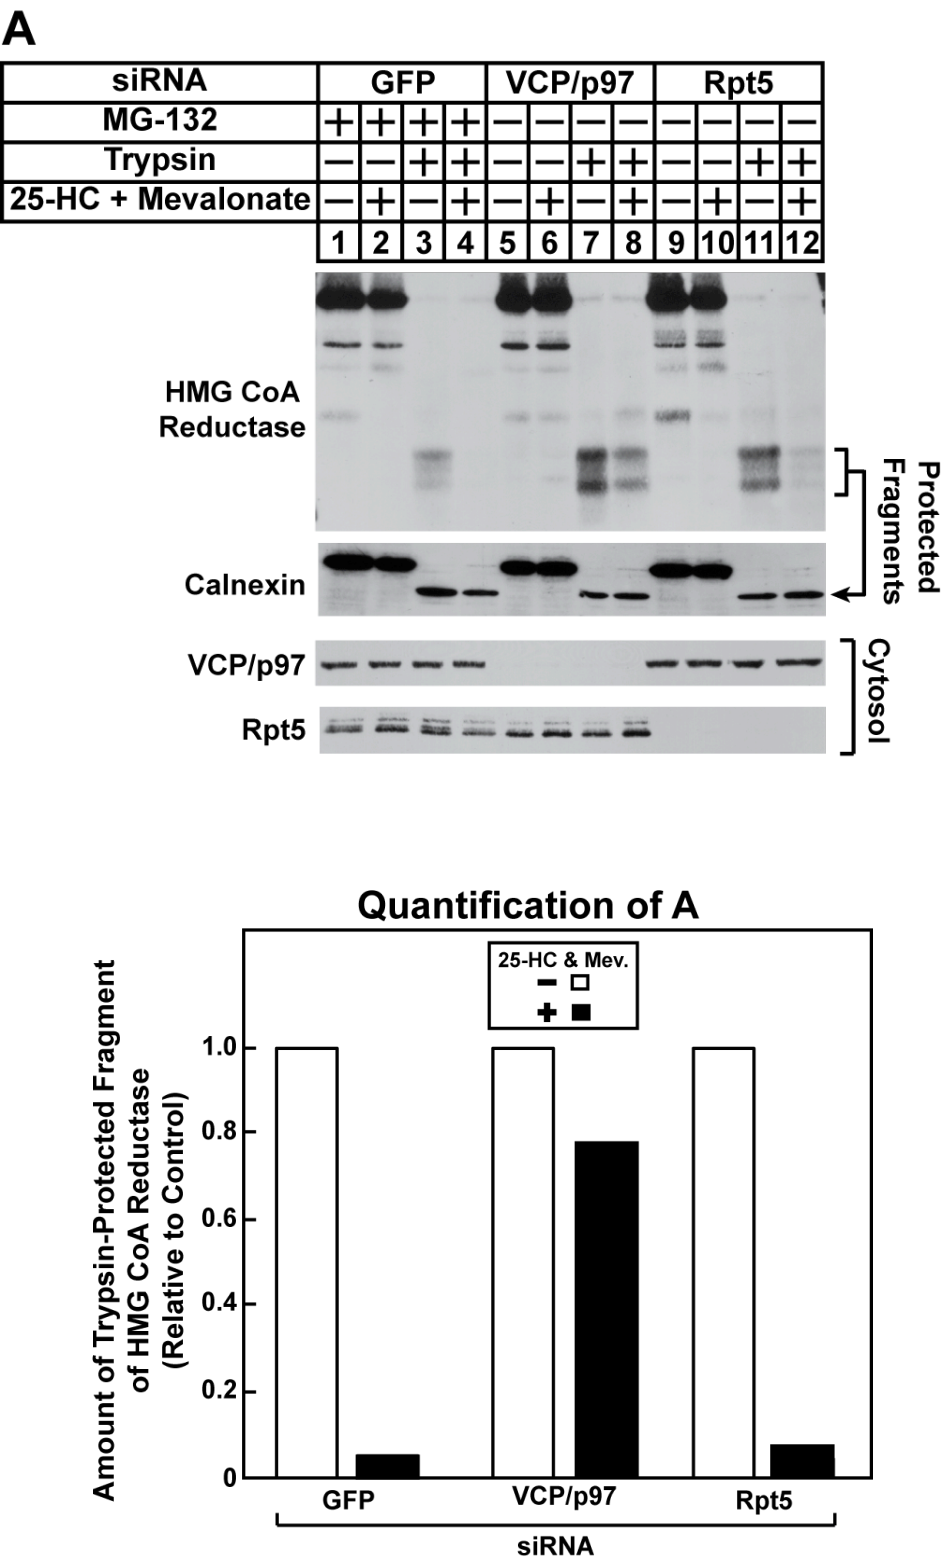 A
siRNA GFP VCP/p97 Rpt5
MG-132 + + + + — — — — — — — —
Trypsin — — + + — — + + — — + +
25-HC + Mevalonate — + — + — + — + — + — +
1 2 3 4 5 6 7 8 9 10 11 12
HMG CoA
Reductase
Protected
Fragments
Calnexin
VCP/p97
Rpt5
Cytosol
Quantification of A
25-HC & Mev.
—
+
Amount of Trypsin-Protected Fragment
of HMG CoA Reductase
(Relative to Control)
1.0
0.8
0.6
0.4
0.2
0
GFP VCP/p97 Rpt5
siRNA